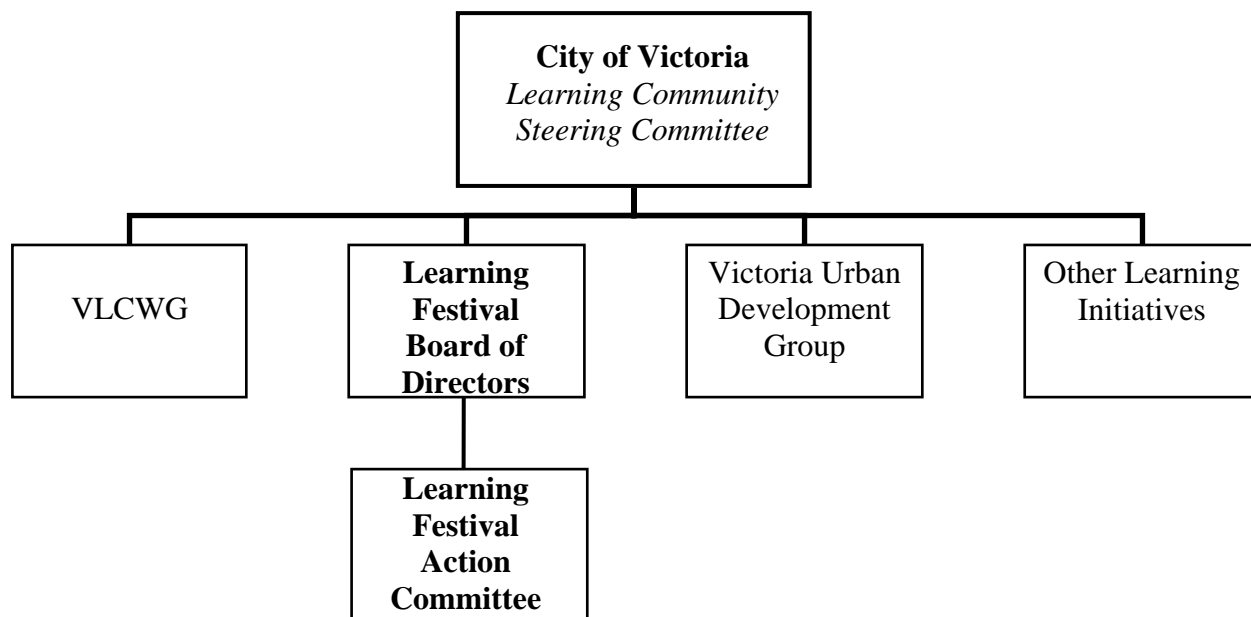 City of Victoria
Learning Community
Steering Committee
VLCWG
Learning
Festival
Board of
Directors
Victoria Urban
Development
Group
Other Learning
Initiatives
Learning
Festival
Action
Committee